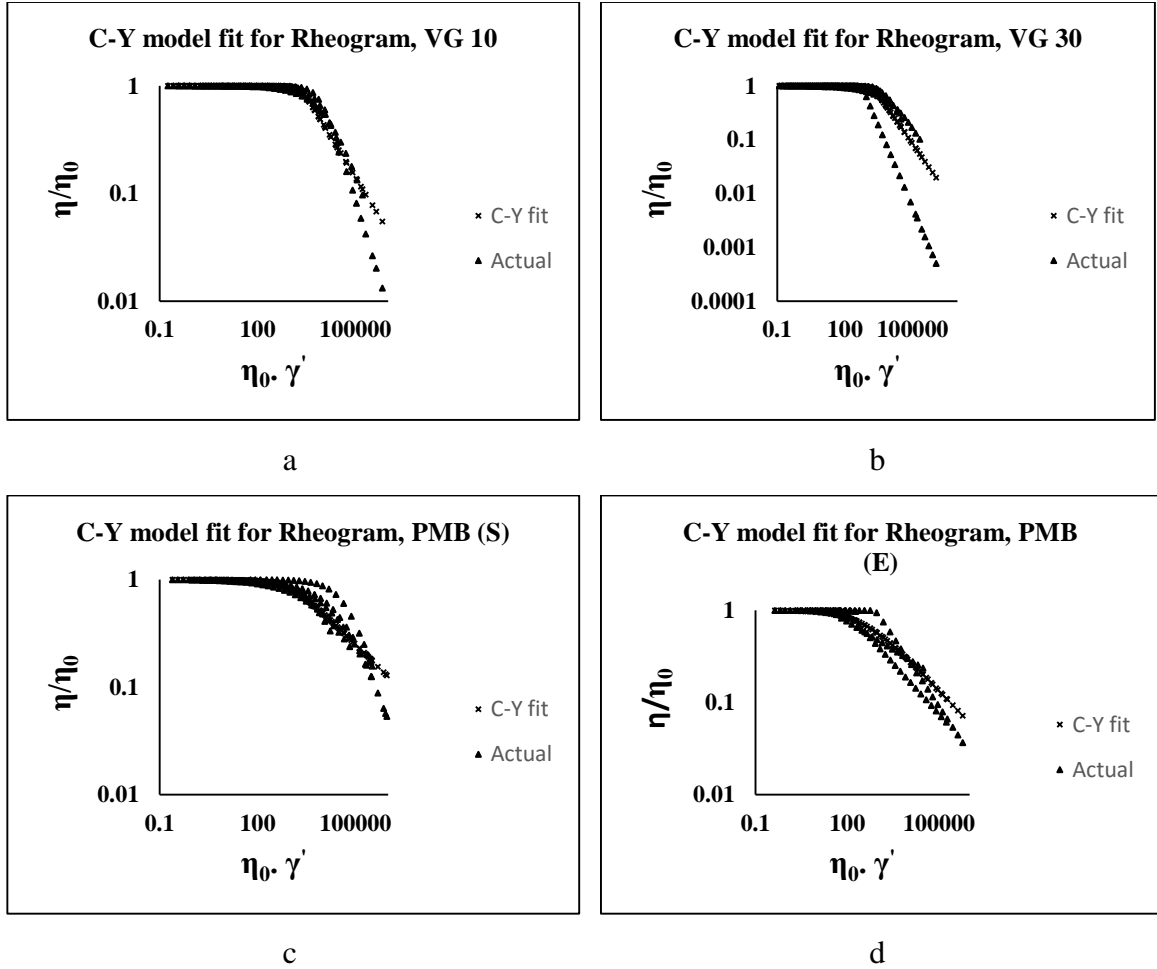 C-Y model fit for Rheogram, VG 10
1
0.1
0.01
0.1 100 100000
η/η0
η0. γ'
C-Y fit
Actual
a
C-Y model fit for Rheogram, VG 30
1
0.1
0.01
0.001
0.0001
0.1 100 100000
η/η0
η0. γ'
C-Y fit
Actual
b
C-Y model fit for Rheogram, PMB (S)
1
0.1
0.01
0.1 100 100000
η/η0
η0. γ'
C-Y fit
Actual
c
C-Y model fit for Rheogram, PMB
(E)
1
0.1
0.01
0.1 100 100000
η/η0
η0. γ'
C-Y fit
Actual
d